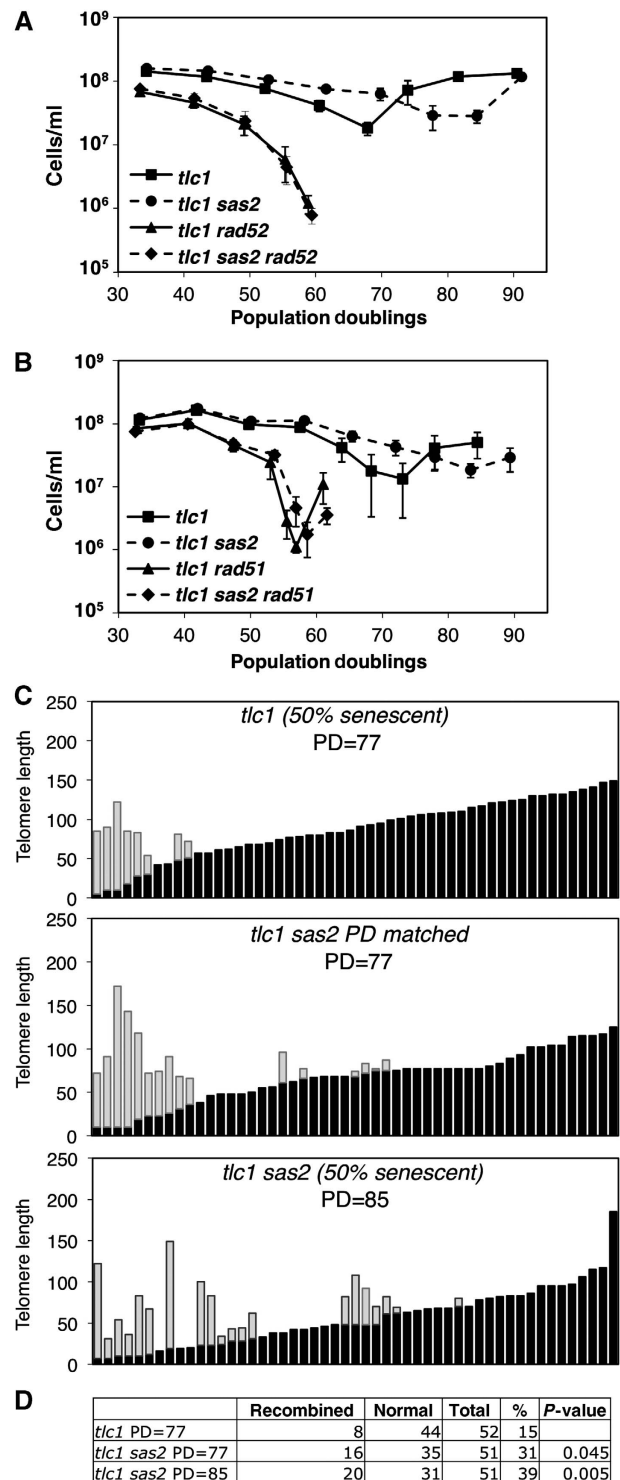 A
10⁹
10⁸
10⁷
10⁶
10⁵
Cells/ml
tlc1
tlc1 sas2
tlc1 rad52
tlc1 sas2 rad52
30 40 50 60 70 80 90
Population doublings
B
10⁹
10⁸
10⁷
10⁶
10⁵
Cells/ml
tlc1
tlc1 sas2
tlc1 rad51
tlc1 sas2 rad51
30 40 50 60 70 80 90
Population doublings
C
250
200
150
100
50
0
Telomere length
tlc1 (50% senescent)
PD=77
250
200
150
100
50
0
Telomere length
tlc1 sas2 PD matched
PD=77
250
200
150
100
50
0
Telomere length
tlc1 sas2 (50% senescent)
PD=85
D
Recombined Normal Total % P-value
tlc1 PD=77 8 44 52 15
tlc1 sas2 PD=77 16 35 51 31 0.045
tlc1 sas2 PD=85 20 31 51 39 0.005